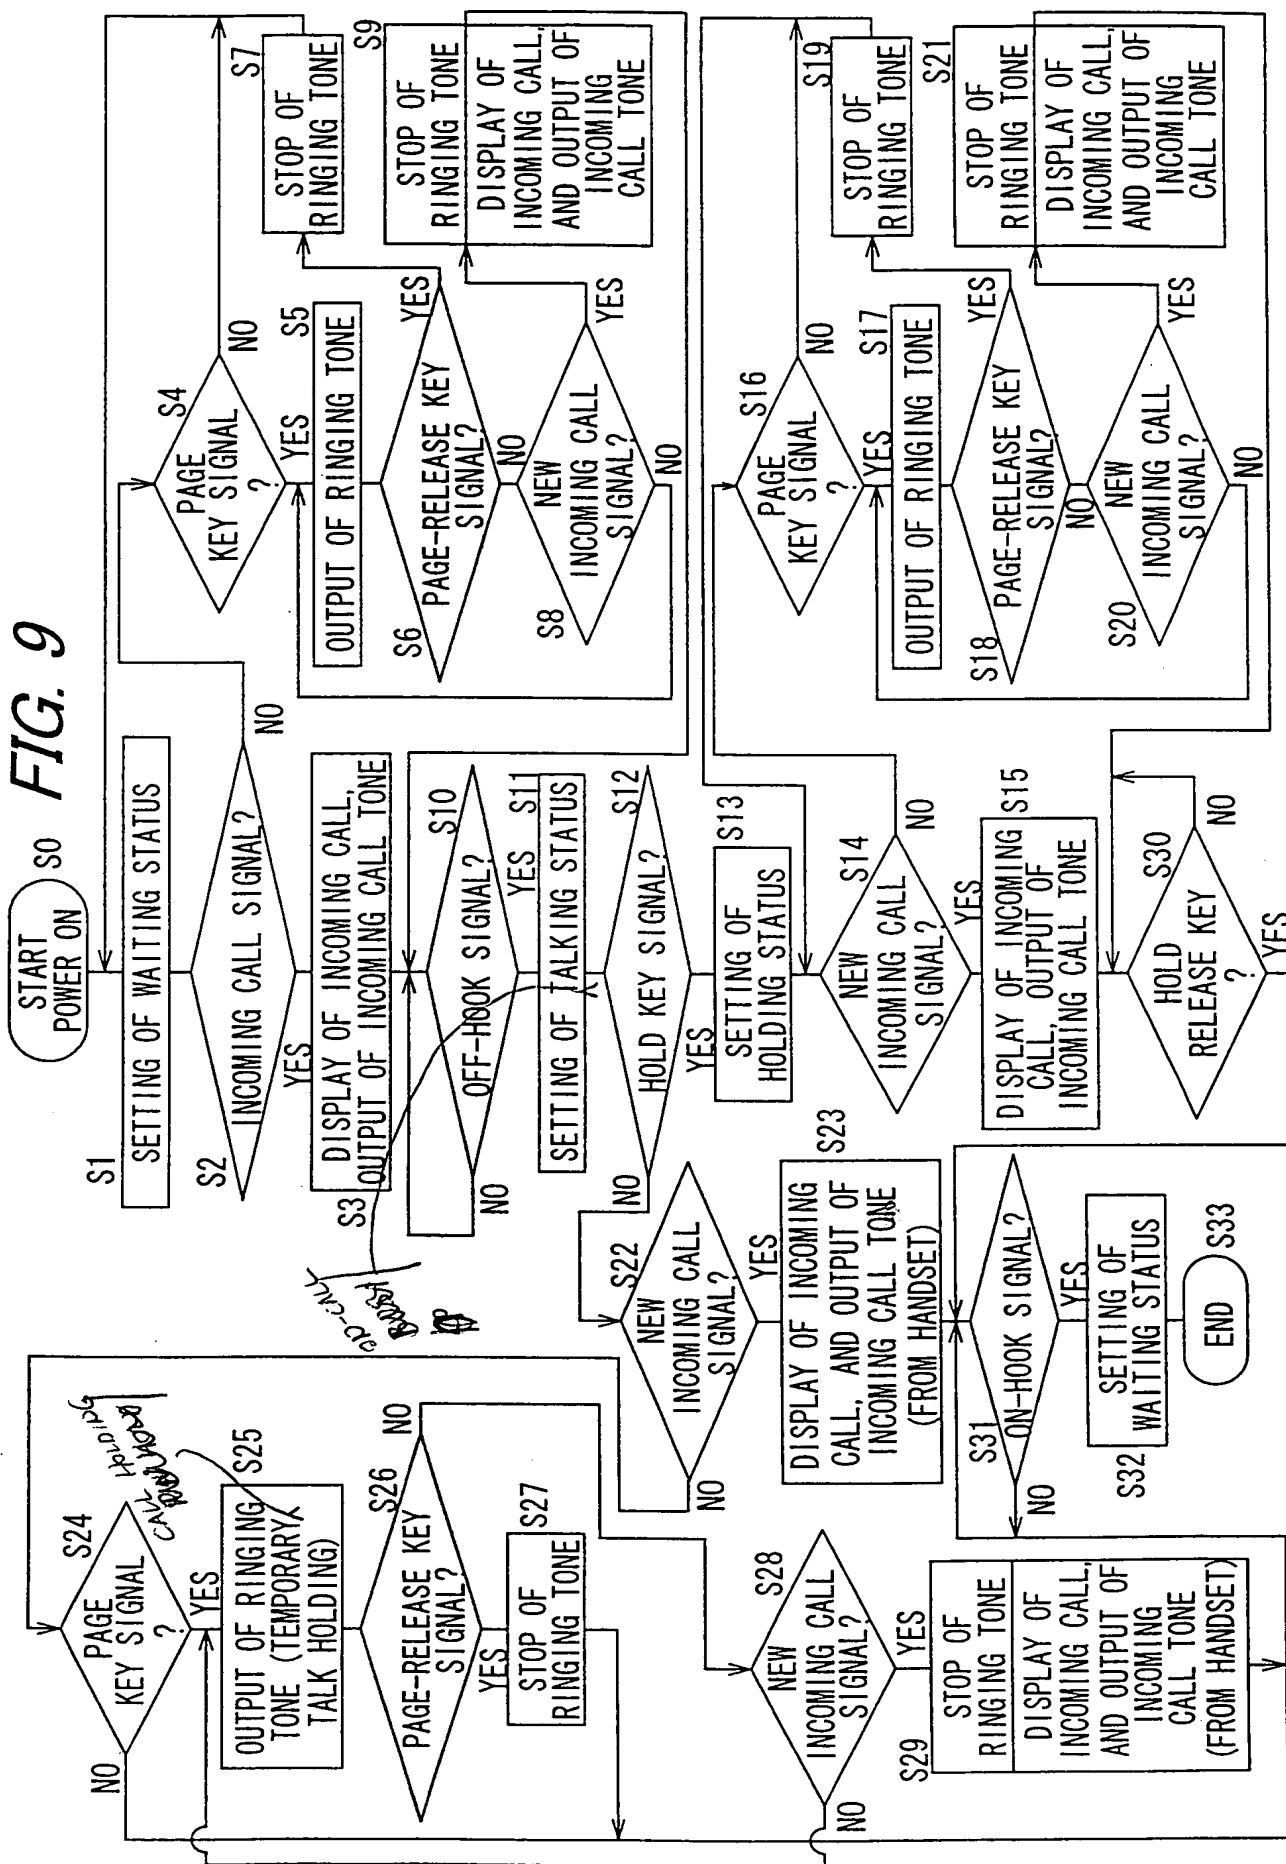 FIG. 9
START
POWER ON
S0
S1
SETTING OF WAITING STATUS
S2
INCOMING CALL SIGNAL?
NO
YES
DISPLAY OF INCOMING CALL,
OUTPUT OF INCOMING CALL TONE
S3
S4
PAGE
KEY SIGNAL
?
NO
YES
S5
OUTPUT OF RINGING TONE
S6
PAGE-RELEASE KEY
SIGNAL?
YES
NO
S7
STOP OF
RINGING TONE
S8
NEW
INCOMING CALL
SIGNAL?
YES
NO
S9
STOP OF
RINGING TONE
DISPLAY OF
INCOMING CALL,
AND OUTPUT OF
INCOMING
CALL TONE
OFF-HOOK SIGNAL?
S10
NO
YES
S11
SETTING OF TALKING STATUS
ON-CALL
HOLD KEY SIGNAL?
S12
NO
YES
S13
SETTING OF
HOLDING STATUS
S14
NEW
INCOMING CALL
SIGNAL?
NO
YES
S15
DISPLAY OF INCOMING
CALL, OUTPUT OF
INCOMING CALL TONE
S16
PAGE
KEY SIGNAL
?
NO
YES
S17
OUTPUT OF RINGING TONE
S18
PAGE-RELEASE KEY
SIGNAL?
YES
NO
S19
STOP OF
RINGING TONE
S20
NEW
INCOMING CALL
SIGNAL?
YES
NO
S21
STOP OF
RINGING TONE
DISPLAY OF
INCOMING CALL,
AND OUTPUT OF
INCOMING
CALL TONE
S30
HOLD
RELEASE KEY
?
NO
YES
S22
NEW
INCOMING CALL
SIGNAL?
YES
NO
S23
DISPLAY OF INCOMING
CALL, AND OUTPUT OF
INCOMING CALL TONE
(FROM HANDSET)
S24
PAGE
KEY SIGNAL
?
NO
YES
CALL HOLDING
S25
OUTPUT OF RINGING
TONE (TEMPORARY
TALK HOLDING)
S26
PAGE-RELEASE KEY
SIGNAL?
NO
YES
S27
STOP OF
RINGING TONE
S28
NEW
INCOMING CALL
SIGNAL?
NO
YES
S29
STOP OF
RINGING TONE
DISPLAY OF
INCOMING CALL,
AND OUTPUT OF
INCOMING
CALL TONE
(FROM HANDSET)
S31
ON-HOOK SIGNAL?
NO
YES
S32
SETTING OF
WAITING STATUS
END
S33